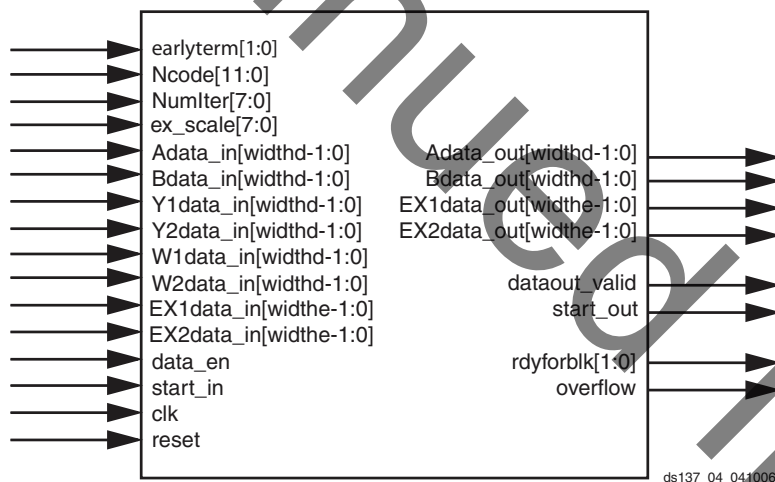 earlyterm[1:0]
Ncode[11:0]
NumIter[7:0]
ex_scale[7:0]
Adata_in[widthd-1:0]
Bdata_in[widthd-1:0]
Y1data_in[widthd-1:0]
Y2data_in[widthd-1:0]
W1data_in[widthd-1:0]
W2data_in[widthd-1:0]
EX1data_in[widthe-1:0]
EX2data_in[widthe-1:0]
data_en
start_in
clk
reset
Adata_out[widthd-1:0]
Bdata_out[widthd-1:0]
EX1data_out[widthe-1:0]
EX2data_out[widthe-1:0]
dataout_valid
start_out
rdyforblk[1:0]
overflow
ds137_04_041006
nued I